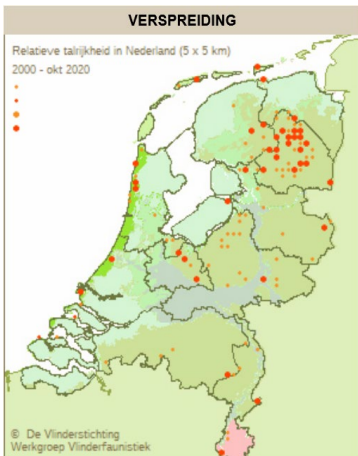 VERSPREIDING
Relatieve talrijkheid in Nederland (5 x 5 km)
2000 - okt 2020
© De Vlinderstichting
Werkgroep Vlinderfaunistiek